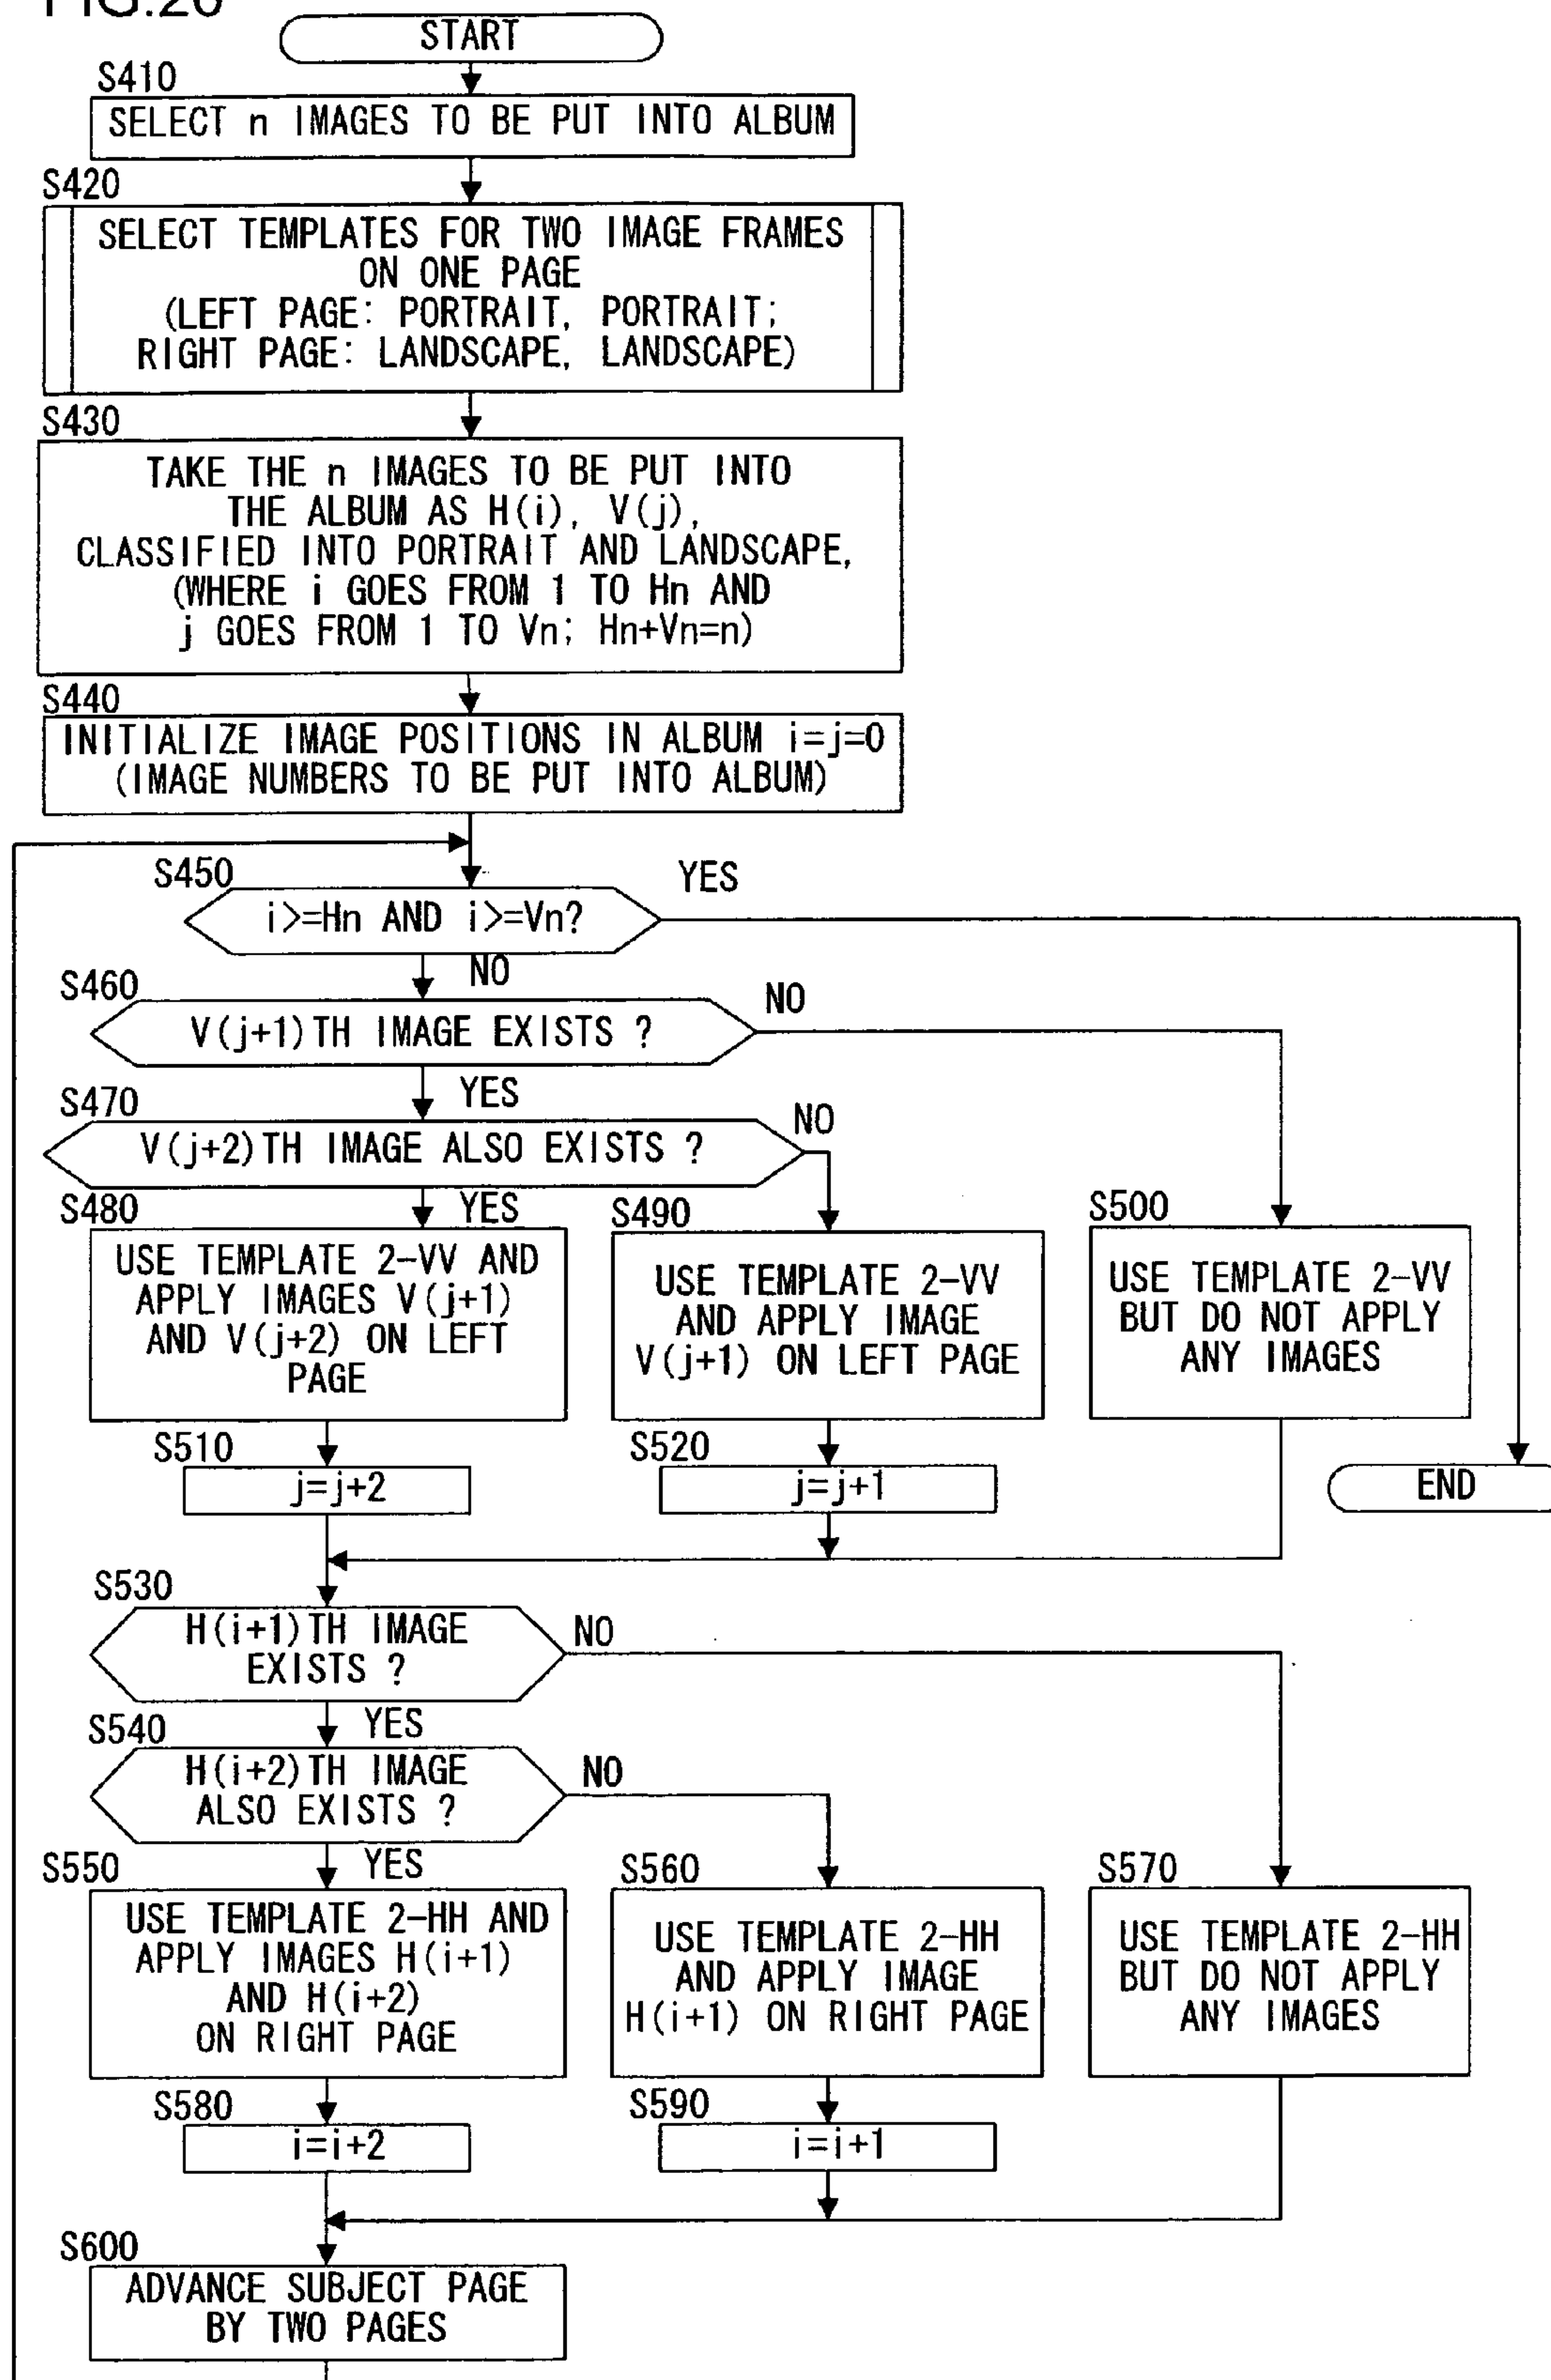 FIG.26
START
S410
SELECT n IMAGES TO BE PUT INTO ALBUM
S420
SELECT TEMPLATES FOR TWO IMAGE FRAMES
ON ONE PAGE
(LEFT PAGE: PORTRAIT, PORTRAIT;
RIGHT PAGE: LANDSCAPE, LANDSCAPE)
S430
TAKE THE n IMAGES TO BE PUT INTO
THE ALBUM AS H(i), V(j),
CLASSIFIED INTO PORTRAIT AND LANDSCAPE,
(WHERE i GOES FROM 1 TO Hn AND
j GOES FROM 1 TO Vn; Hn+Vn=n)
S440
INITIALIZE IMAGE POSITIONS IN ALBUM i=j=0
(IMAGE NUMBERS TO BE PUT INTO ALBUM)
S450
i>=Hn AND i>=Vn?
YES
NO
S460
V(j+1)TH IMAGE EXISTS ?
NO
YES
S470
V(j+2)TH IMAGE ALSO EXISTS ?
NO
YES
S480
USE TEMPLATE 2-VV AND
APPLY IMAGES V(j+1)
AND V(j+2) ON LEFT
PAGE
S490
USE TEMPLATE 2-VV
AND APPLY IMAGE
V(j+1) ON LEFT PAGE
S500
USE TEMPLATE 2-VV
BUT DO NOT APPLY
ANY IMAGES
S510
j=j+2
S520
j=j+1
END
S530
H(i+1)TH IMAGE
EXISTS ?
NO
YES
S540
H(i+2)TH IMAGE
ALSO EXISTS ?
NO
YES
S550
USE TEMPLATE 2-HH AND
APPLY IMAGES H(i+1)
AND H(i+2)
ON RIGHT PAGE
S560
USE TEMPLATE 2-HH
AND APPLY IMAGE
H(i+1) ON RIGHT PAGE
S570
USE TEMPLATE 2-HH
BUT DO NOT APPLY
ANY IMAGES
S580
i=i+2
S590
i=i+1
S600
ADVANCE SUBJECT PAGE
BY TWO PAGES